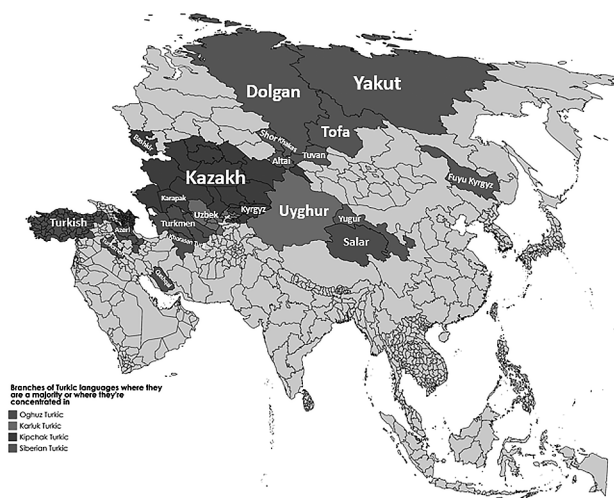 Dolgan
Yakut
Tofa
Shor Khakas
Altai
Tuvan
Bashkir
Kazakh
Fuyu Kyrgyz
Karapak
Uzbek
Kyrgyz
Uyghur
Yugur
Salar
Turkish
Azeri
Turkmen
Branches of Turkic languages where they
are a majority or where they're
concentrated in
Oghuz Turkic
Karluk Turkic
Kipchak Turkic
Siberian Turkic